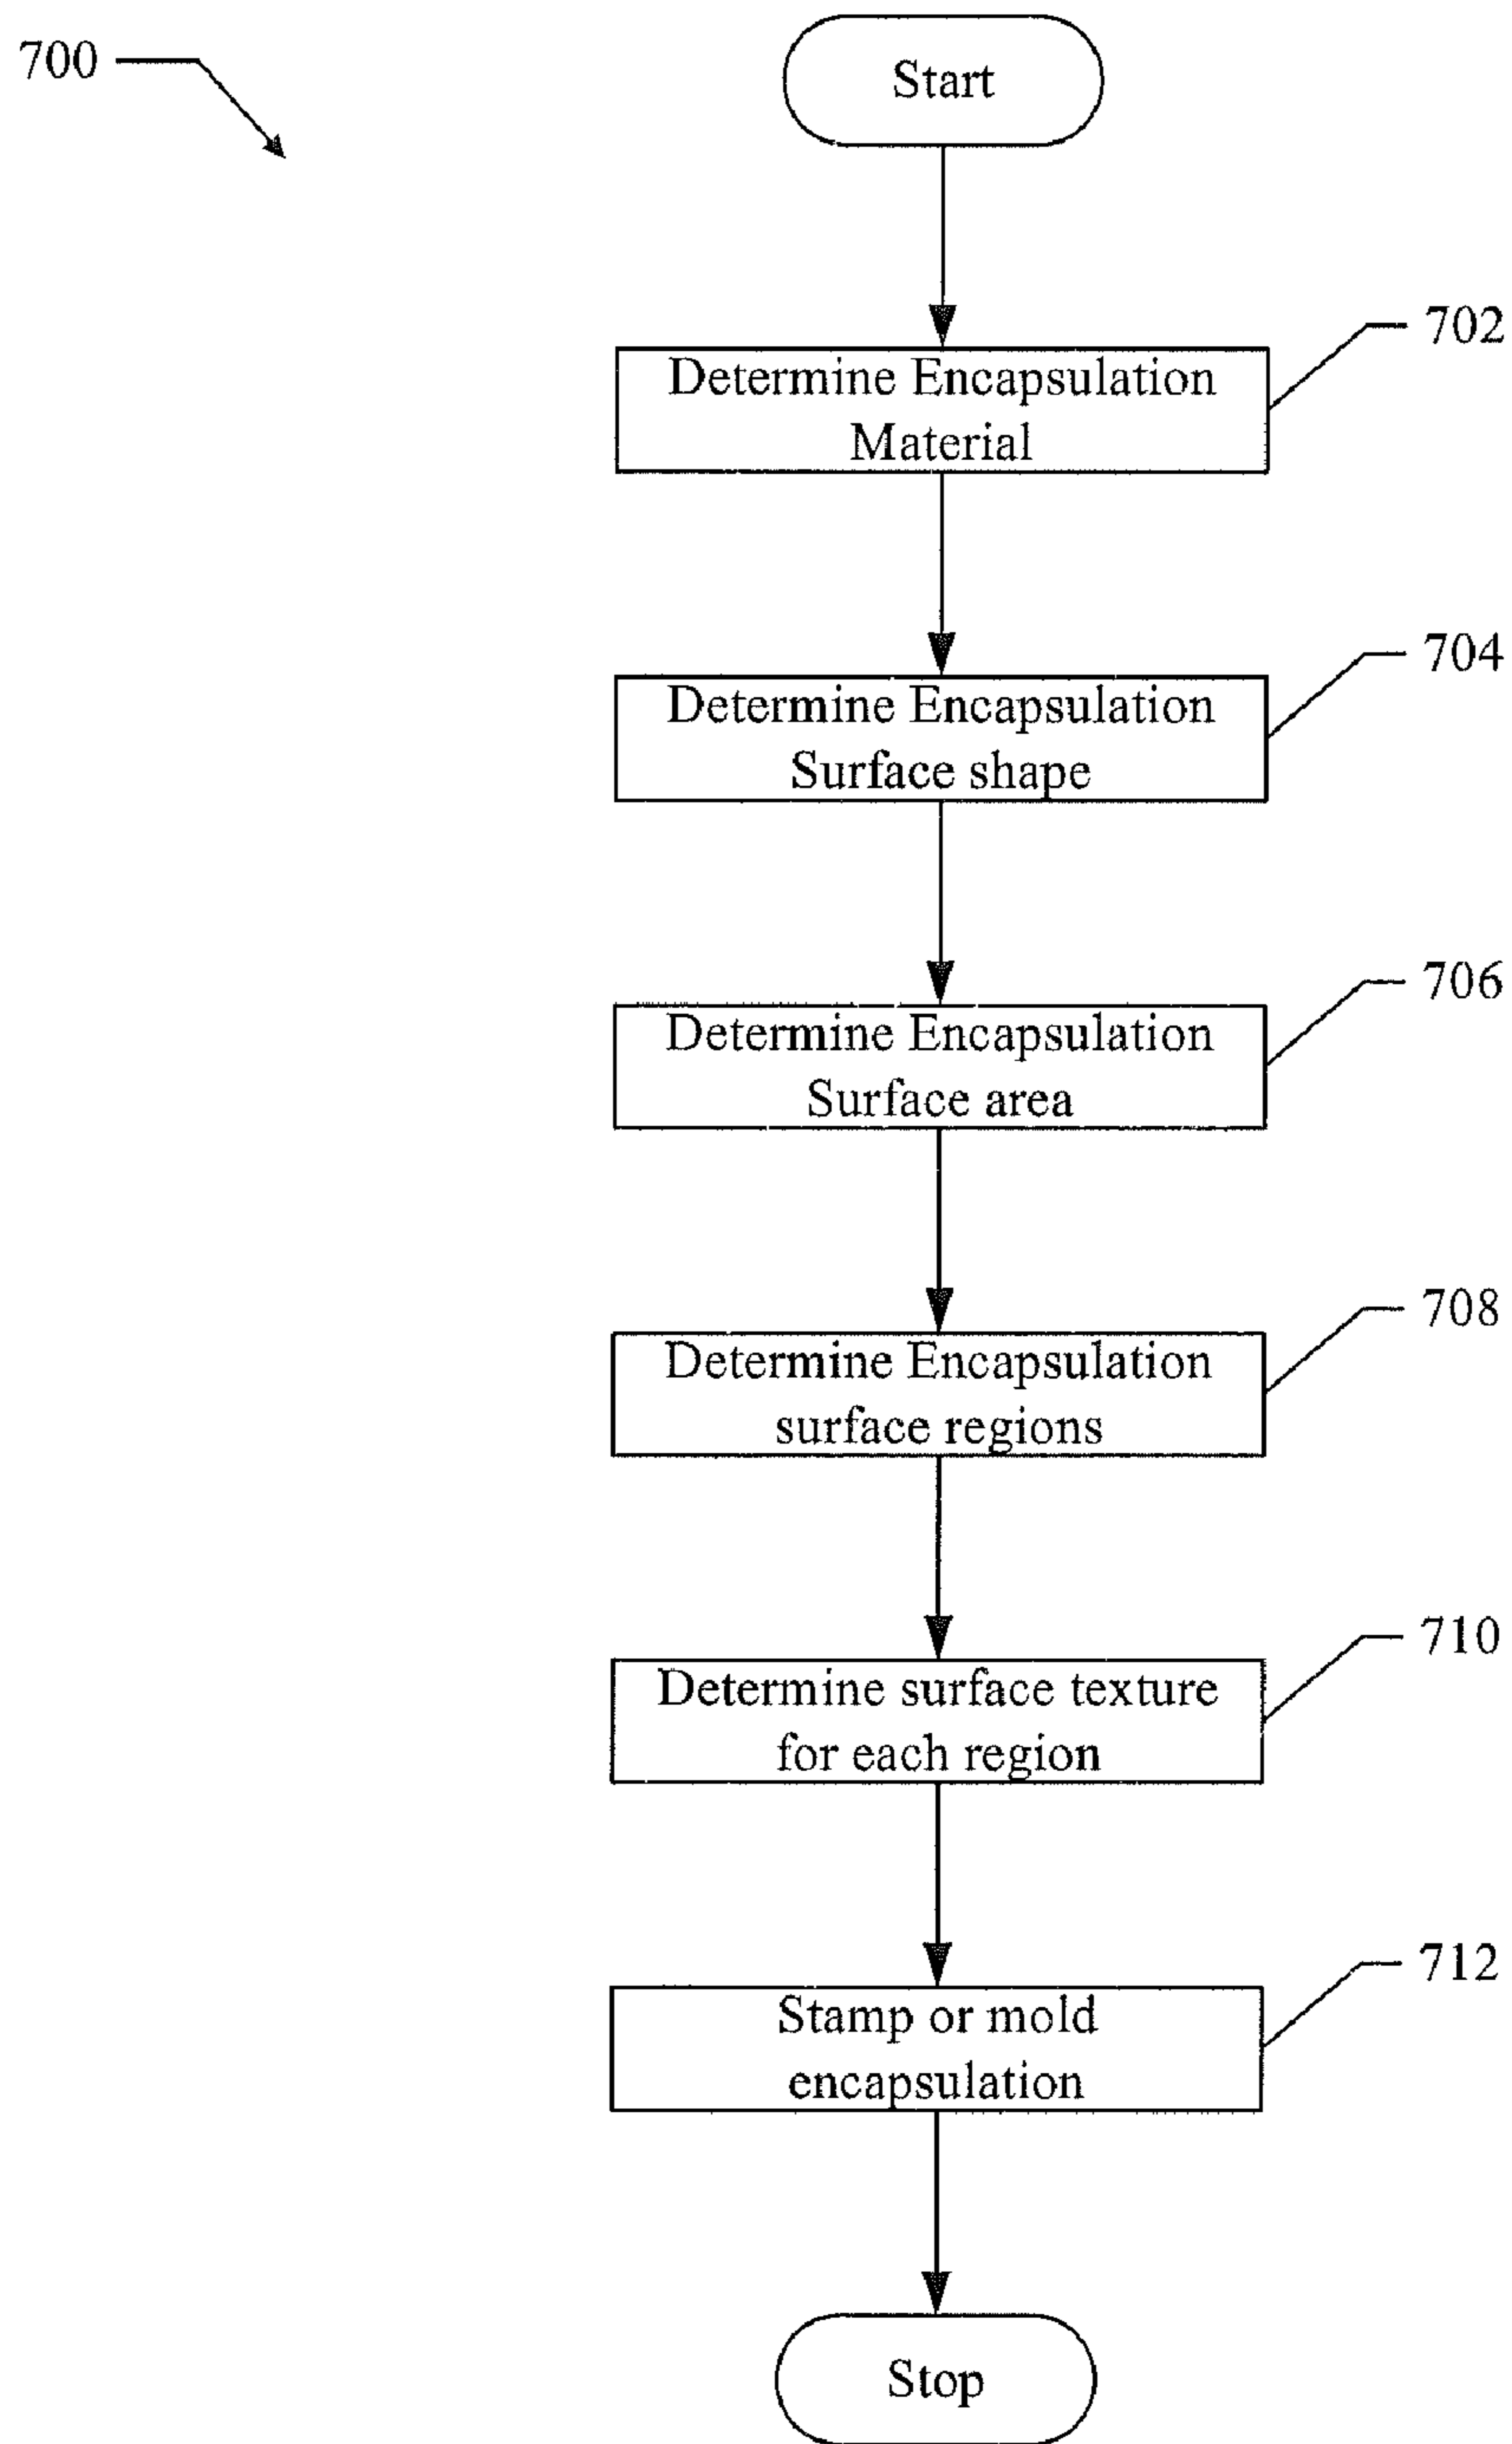 700
Start
702
Determine Encapsulation
Material
704
Determine Encapsulation
Surface shape
706
Determine Encapsulation
Surface area
708
Determine Encapsulation
surface regions
710
Determine surface texture
for each region
712
Stamp or mold
encapsulation
Stop